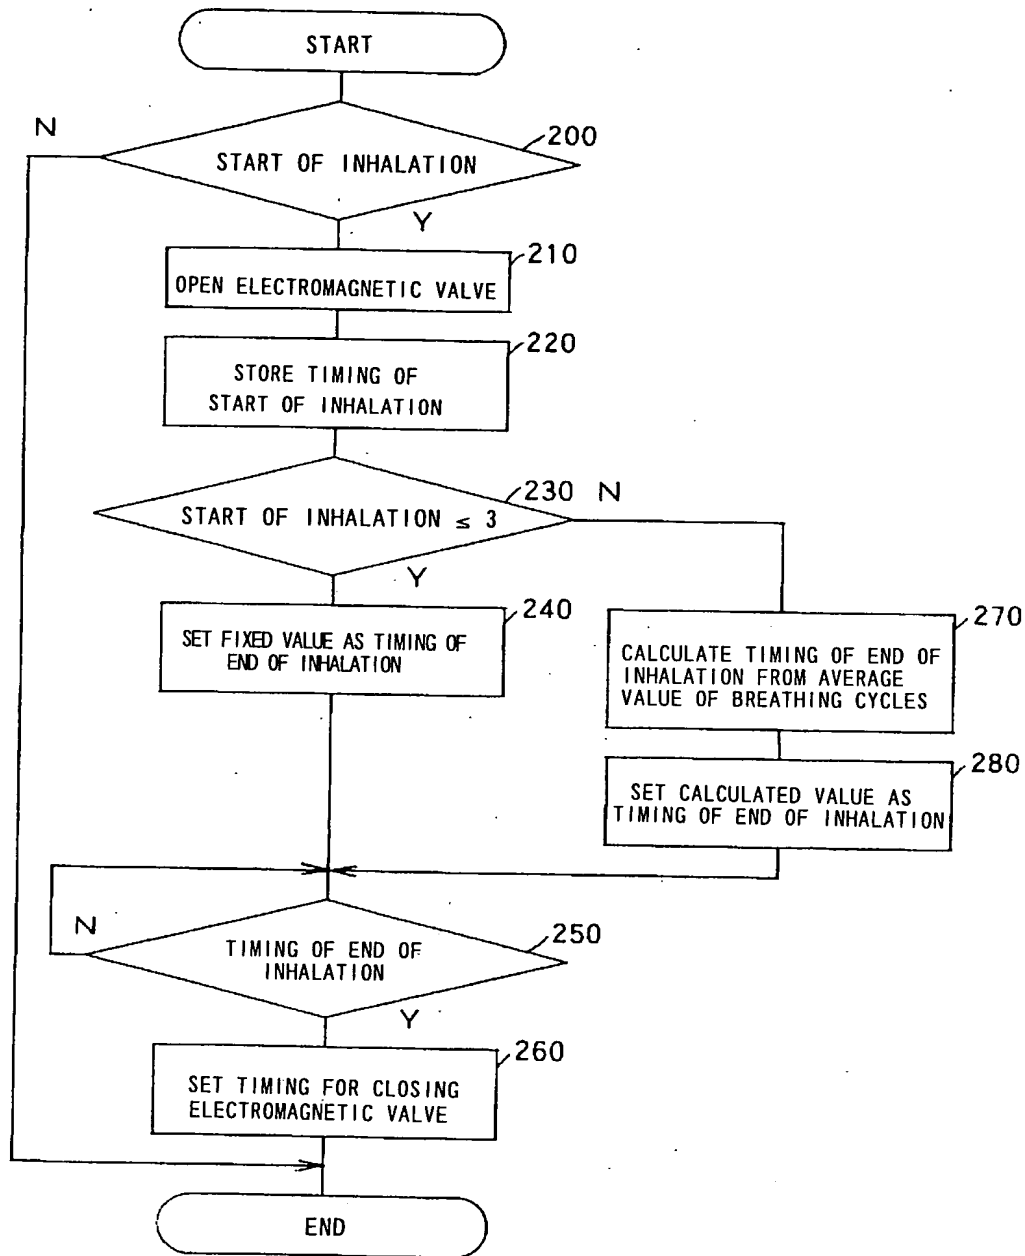 START
N
200
START OF INHALATION
Y
210
OPEN ELECTROMAGNETIC VALVE
220
STORE TIMING OF
START OF INHALATION
230
N
START OF INHALATION ≤ 3
Y
240
SET FIXED VALUE AS TIMING OF
END OF INHALATION
270
CALCULATE TIMING OF END OF
INHALATION FROM AVERAGE
VALUE OF BREATHING CYCLES
280
SET CALCULATED VALUE AS
TIMING OF END OF INHALATION
N
250
TIMING OF END OF
INHALATION
Y
260
SET TIMING FOR CLOSING
ELECTROMAGNETIC VALVE
END